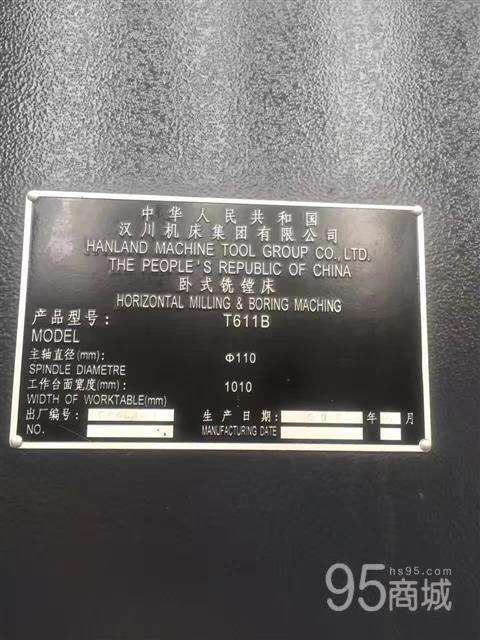 中华人民共和国
汉川机床集团有限公司
HANLAND MACHINE TOOL GROUP CO.,LTD.
THE PEOPLE'S REPUBLIC OF CHINA
卧式铣镗床
HORIZONTAL MILLING & BORING MACHING
产品型号: T611B
MODEL
主轴直径(mm): Φ110
SPINDLE DIAMETRE
工作台面宽度(mm): 1010
WIDTH OF WORKTABLE(mm)
出厂编号: 生产日期: 年 月
NO. MANUFACTURING DATE
hs95.com
95商城